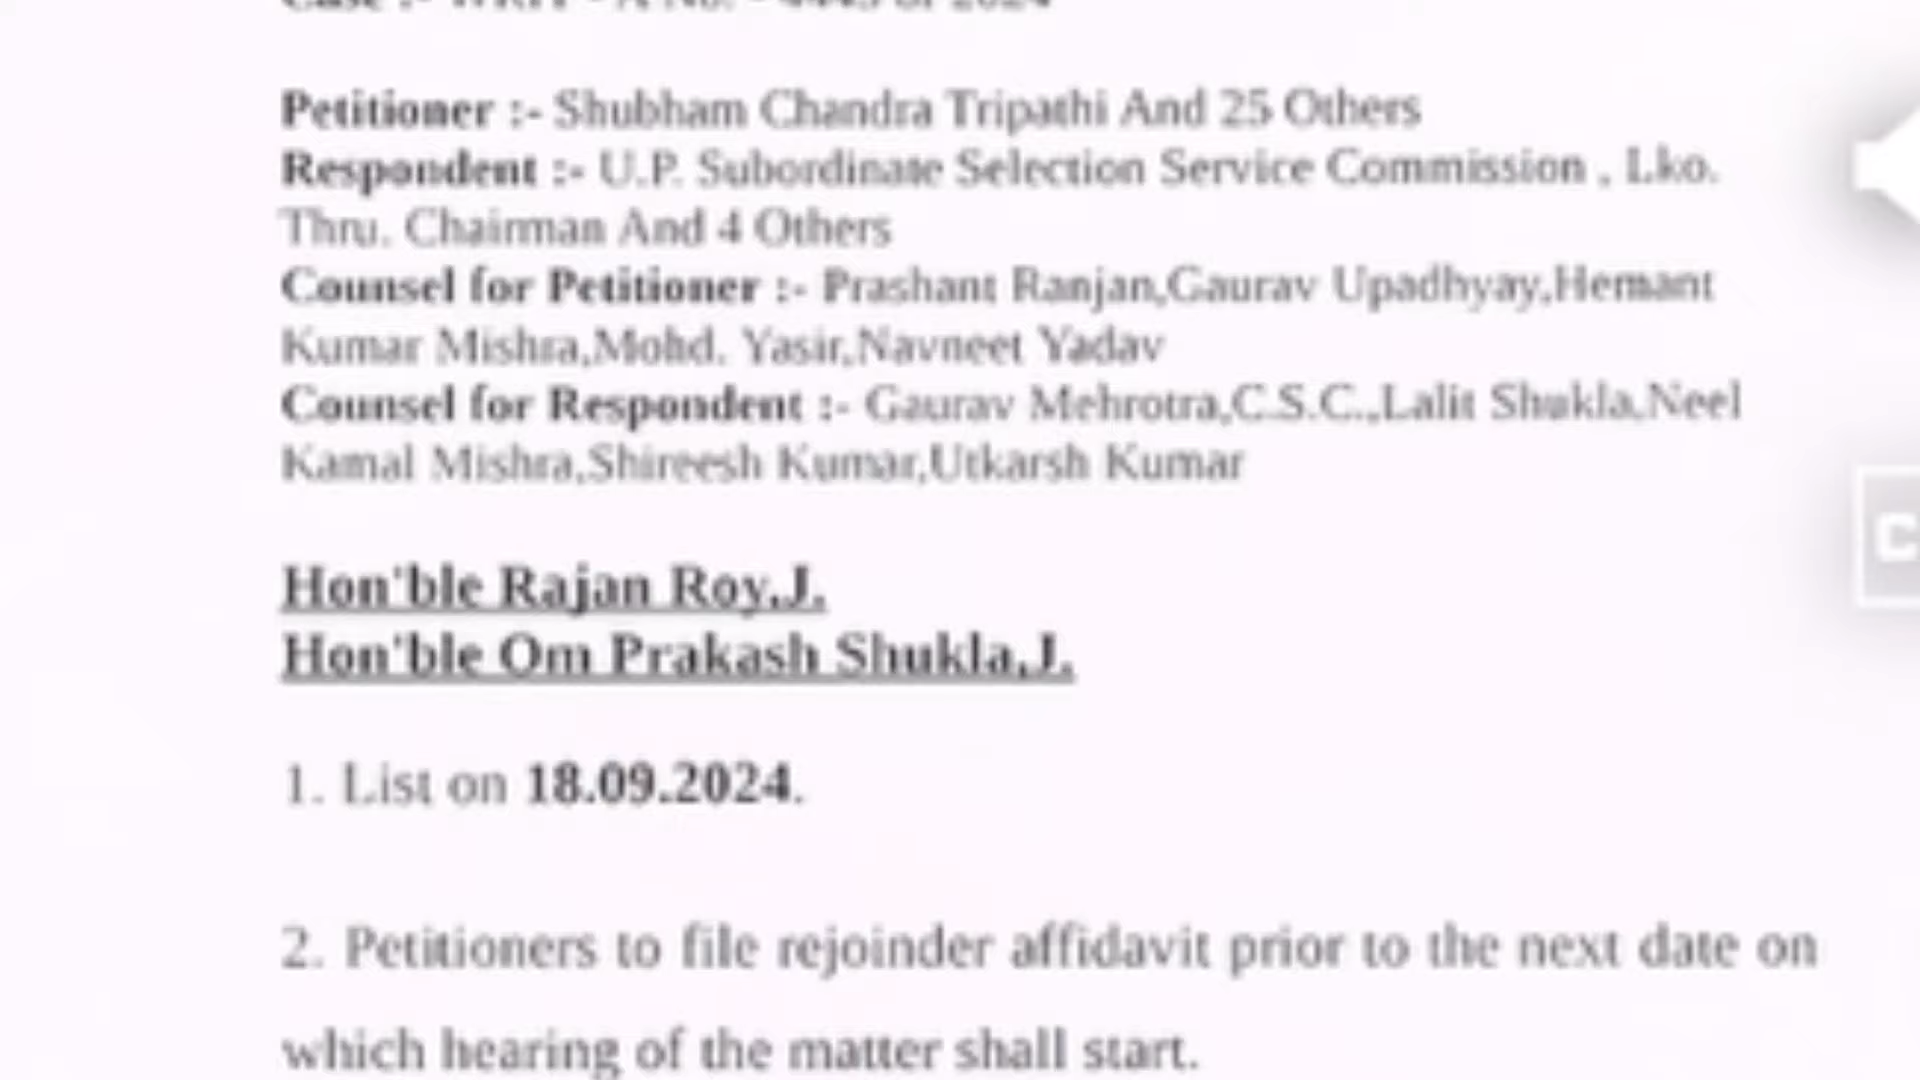 Petitioner :- Shubham Chandra Tripathi And 25 Others
Respondent :- U.P. Subordinate Selection Service Commission , Lko.
Thru. Chairman And 4 Others
Counsel for Petitioner :- Prashant Ranjan,Gaurav Upadhyay,Hemant
Kumar Mishra,Mohd. Yasir,Navneet Yadav
Counsel for Respondent :- Gaurav Mehrotra,C.S.C.,Lalit Shukla,Neel
Kamal Mishra,Shireesh Kumar,Utkarsh Kumar
Hon'ble Rajan Roy,J.
Hon'ble Om Prakash Shukla,J.
1. List on 18.09.2024.
2. Petitioners to file rejoinder affidavit prior to the next date on
which hearing of the matter shall start.